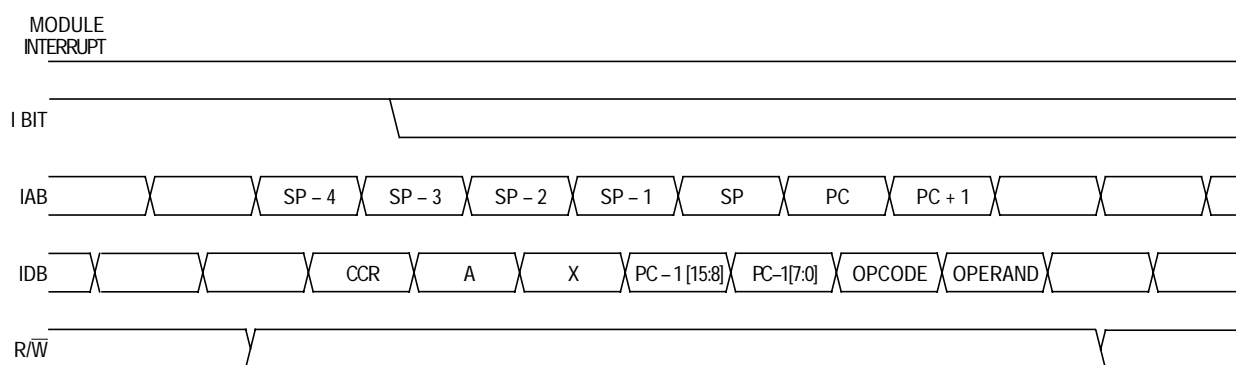 MODULE
INTERRUPT
I BIT
IAB SP – 4 SP – 3 SP – 2 SP – 1 SP PC PC + 1
IDB CCR A X PC – 1 [15:8] PC–1[7:0] OPCODE OPERAND
R/W̅